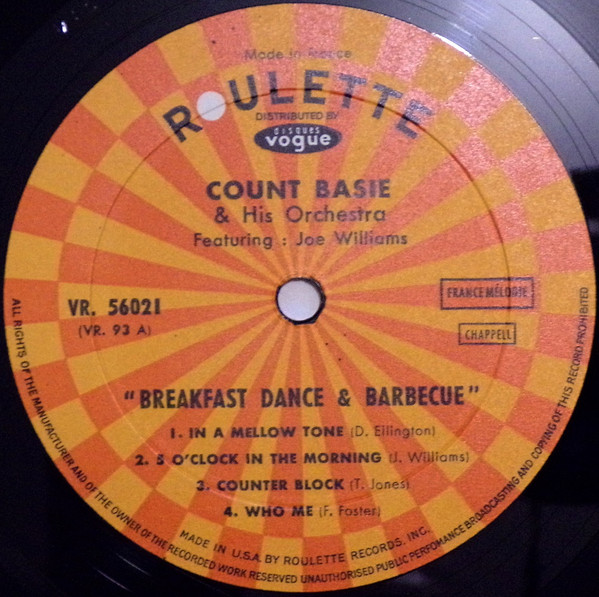 Made in France
ROULETTE
DISTRIBUTED BY
disques
vogue
COUNT BASIE
& His Orchestra
Featuring : Joe Williams
VR. 56021
(VR. 93 A)
FRANCE MÉLODIE
CHAPPELL
"BREAKFAST DANCE & BARBECUE"
1. IN A MELLOW TONE (D. Ellington)
2. 5 O'CLOCK IN THE MORNING (J. Williams)
3. COUNTER BLOCK (T. Jones)
4. WHO ME (F. Foster)
MADE IN U.S.A. BY ROULETTE RECORDS, INC.
ALL RIGHTS OF THE MANUFACTURER AND OF THE OWNER OF THE RECORDED WORK RESERVED UNAUTHORISED PUBLIC PERFOMANCE BROADCASTING AND COPYING OF THIS RECORD PROHIBITED